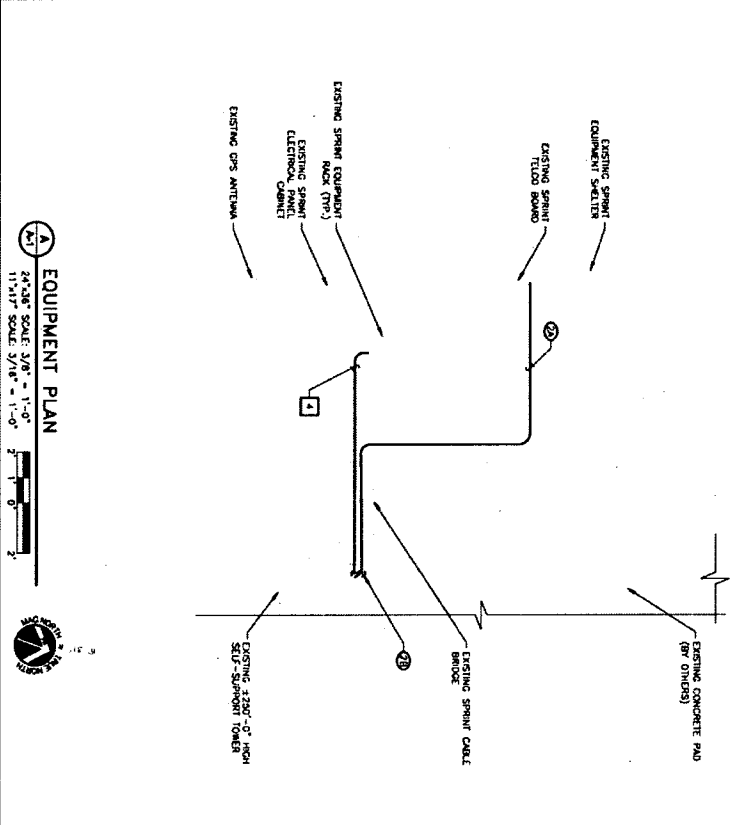 EXISTING SPRINT
EQUIPMENT SHELTER
EXISTING SPRINT
TELCO BOARD
EXISTING SPRINT EQUIPMENT
RACK (TYP.)
EXISTING SPRINT
ELECTRICAL PANEL
CABINET
EXISTING GPS ANTENNA
2A
4
2B
EXISTING CONCRETE PAD
(BY OTHERS)
EXISTING SPRINT CABLE
BRIDGE
EXISTING ±250'-0" HIGH
SELF-SUPPORT TOWER
A
A-1
EQUIPMENT PLAN
24"x36" SCALE: 3/8" = 1'-0"
11"x17" SCALE: 3/16" = 1'-0"
2' 1' 0' 2'
MAG NORTH
TRUE NORTH